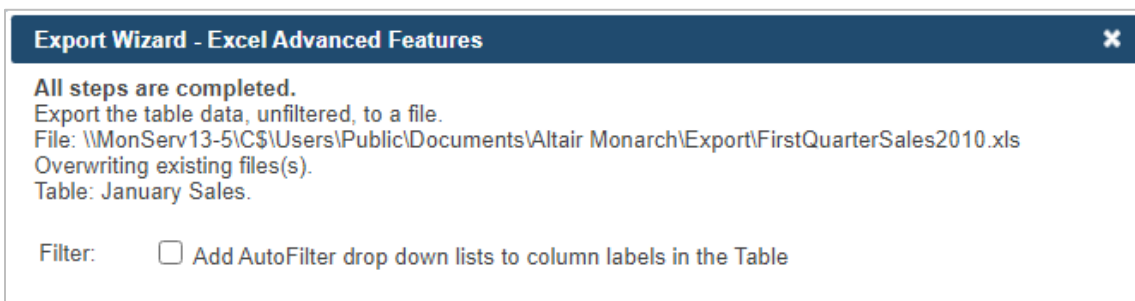 Export Wizard - Excel Advanced Features
All steps are completed.
Export the table data, unfiltered, to a file.
File: \\MonServ13-5\C$\Users\Public\Documents\Altair Monarch\Export\FirstQuarterSales2010.xls
Overwriting existing files(s).
Table: January Sales.
Filter: Add AutoFilter drop down lists to column labels in the Table